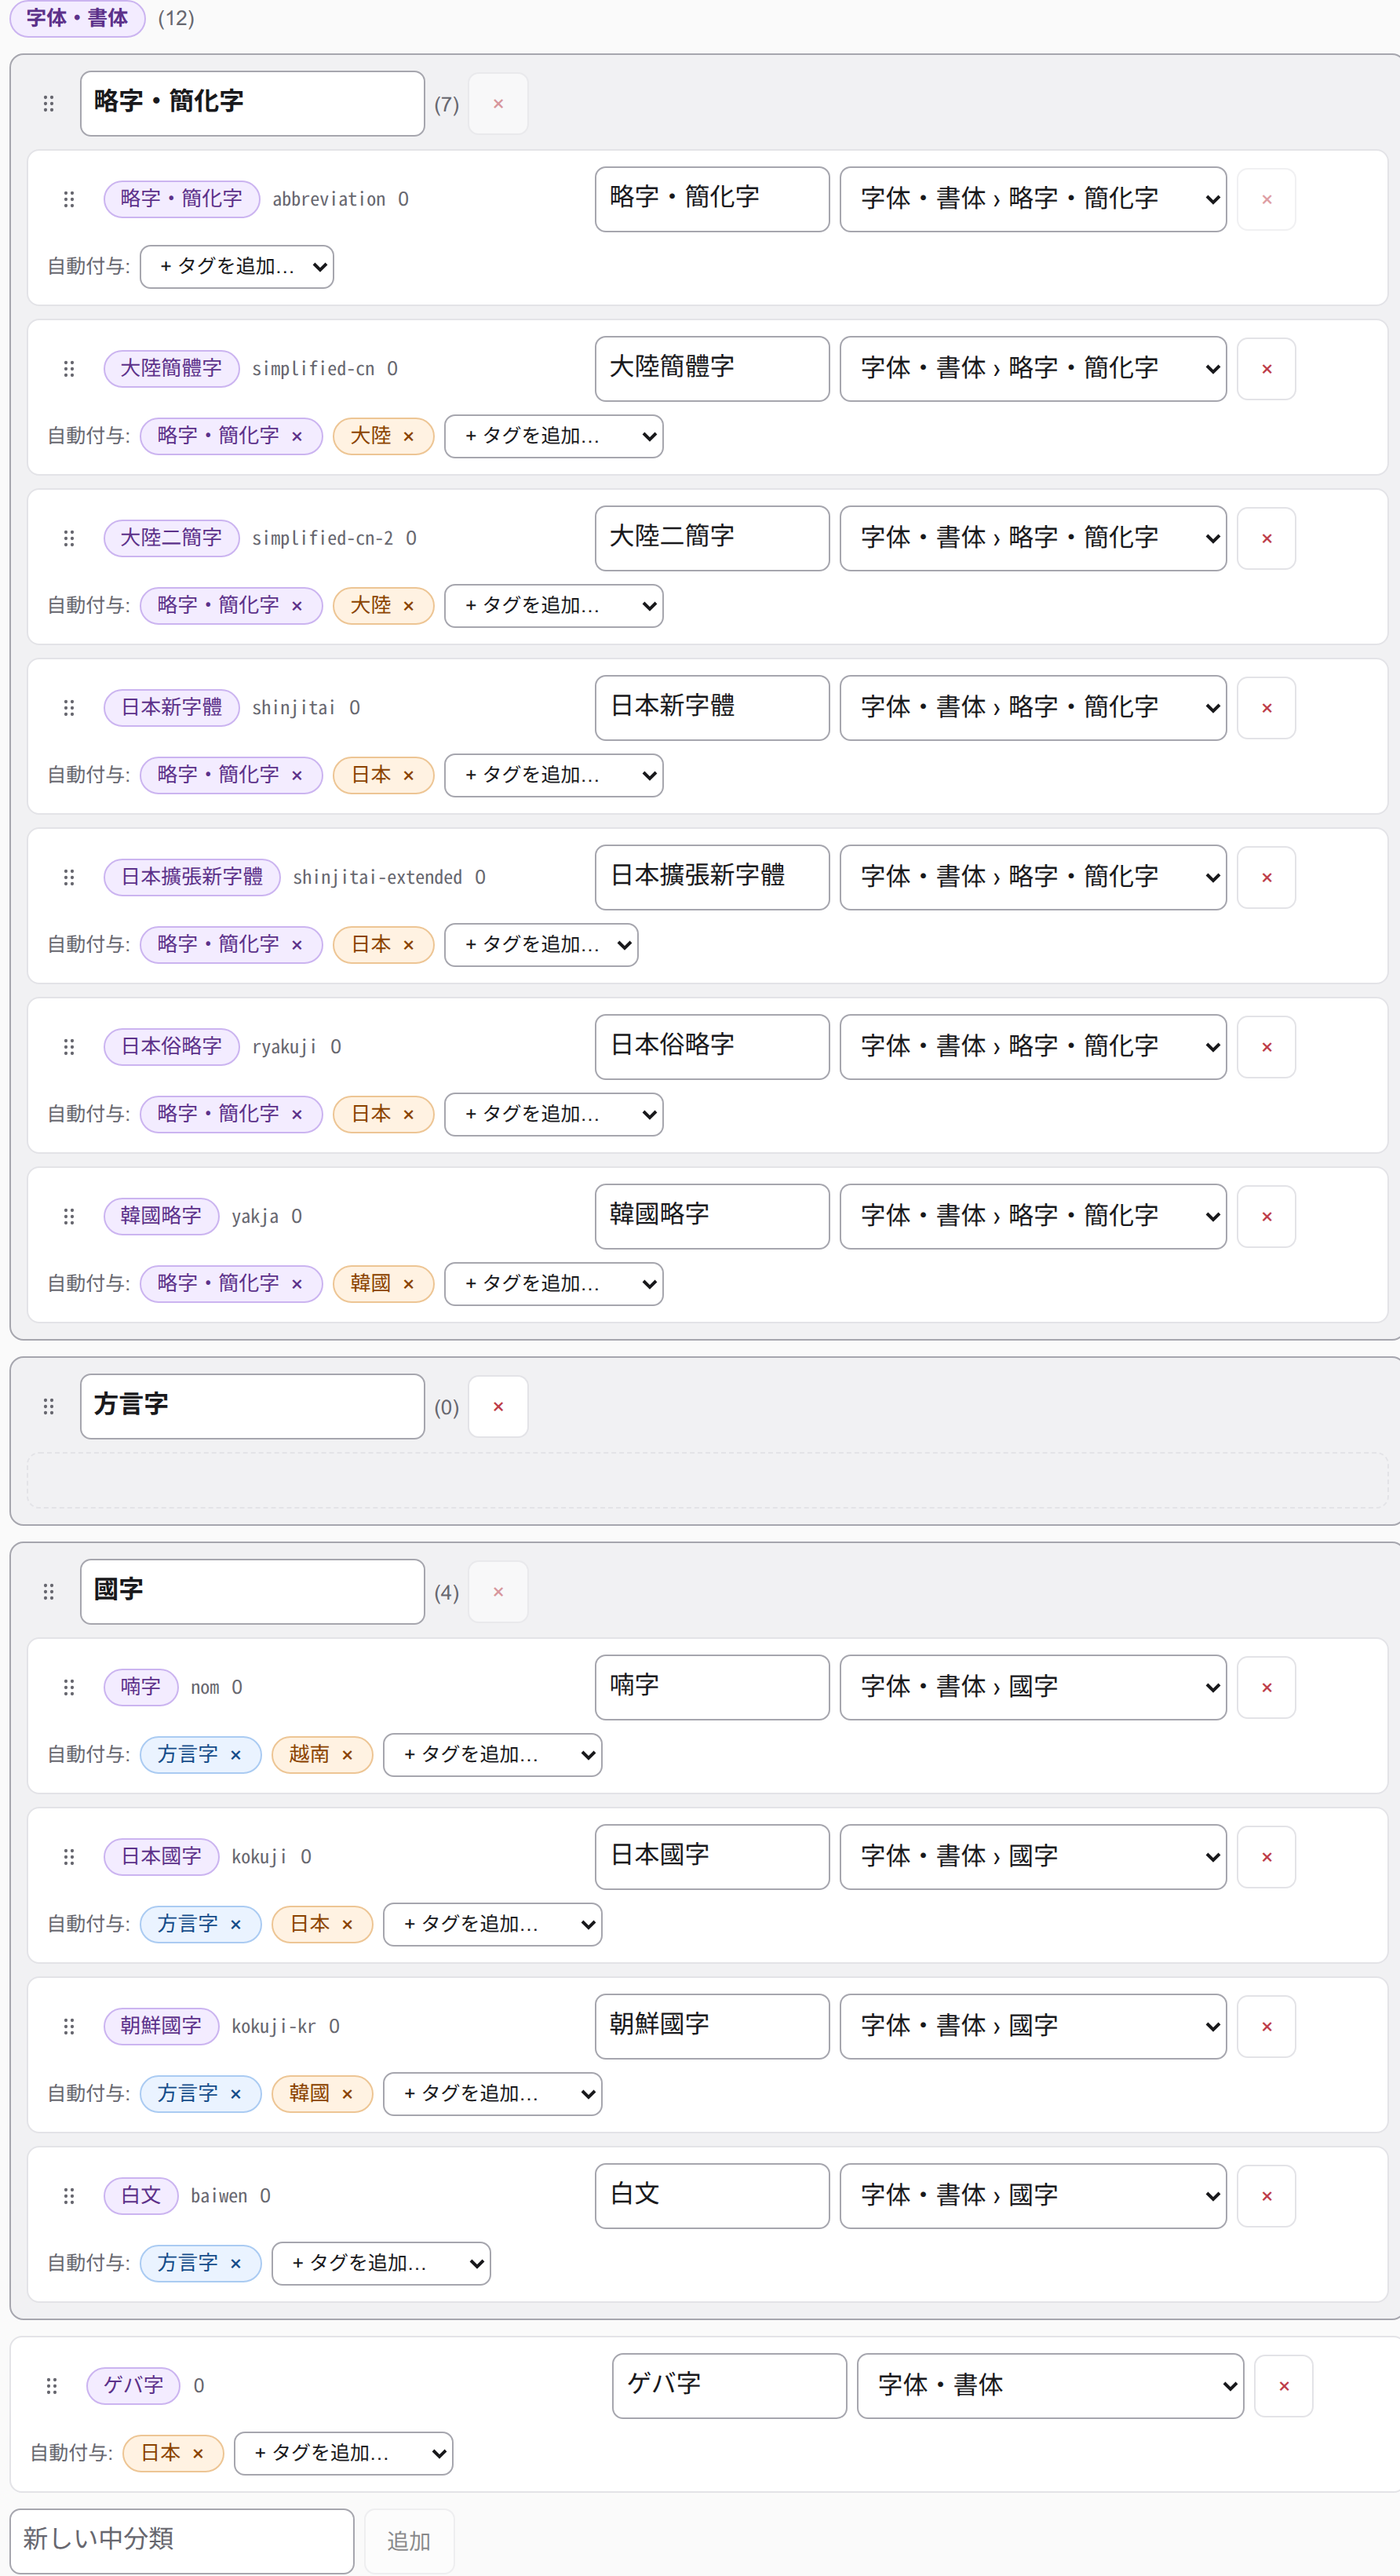 字体・書体 (12)
略字・簡化字 (7) ×
略字・簡化字 abbreviation 0 略字・簡化字 字体・書体 › 略字・簡化字 ×
自動付与: + タグを追加…
大陸簡體字 simplified-cn 0 大陸簡體字 字体・書体 › 略字・簡化字 ×
自動付与: 略字・簡化字 × 大陸 × + タグを追加…
大陸二簡字 simplified-cn-2 0 大陸二簡字 字体・書体 › 略字・簡化字 ×
自動付与: 略字・簡化字 × 大陸 × + タグを追加…
日本新字體 shinjitai 0 日本新字體 字体・書体 › 略字・簡化字 ×
自動付与: 略字・簡化字 × 日本 × + タグを追加…
日本擴張新字體 shinjitai-extended 0 日本擴張新字體 字体・書体 › 略字・簡化字 ×
自動付与: 略字・簡化字 × 日本 × + タグを追加…
日本俗略字 ryakuji 0 日本俗略字 字体・書体 › 略字・簡化字 ×
自動付与: 略字・簡化字 × 日本 × + タグを追加…
韓國略字 yakja 0 韓國略字 字体・書体 › 略字・簡化字 ×
自動付与: 略字・簡化字 × 韓國 × + タグを追加…
方言字 (0) ×
國字 (4) ×
喃字 nom 0 喃字 字体・書体 › 國字 ×
自動付与: 方言字 × 越南 × + タグを追加…
日本國字 kokuji 0 日本國字 字体・書体 › 國字 ×
自動付与: 方言字 × 日本 × + タグを追加…
朝鮮國字 kokuji-kr 0 朝鮮國字 字体・書体 › 國字 ×
自動付与: 方言字 × 韓國 × + タグを追加…
白文 baiwen 0 白文 字体・書体 › 國字 ×
自動付与: 方言字 × + タグを追加…
ゲバ字 0 ゲバ字 字体・書体 ×
自動付与: 日本 × + タグを追加…
新しい中分類 追加